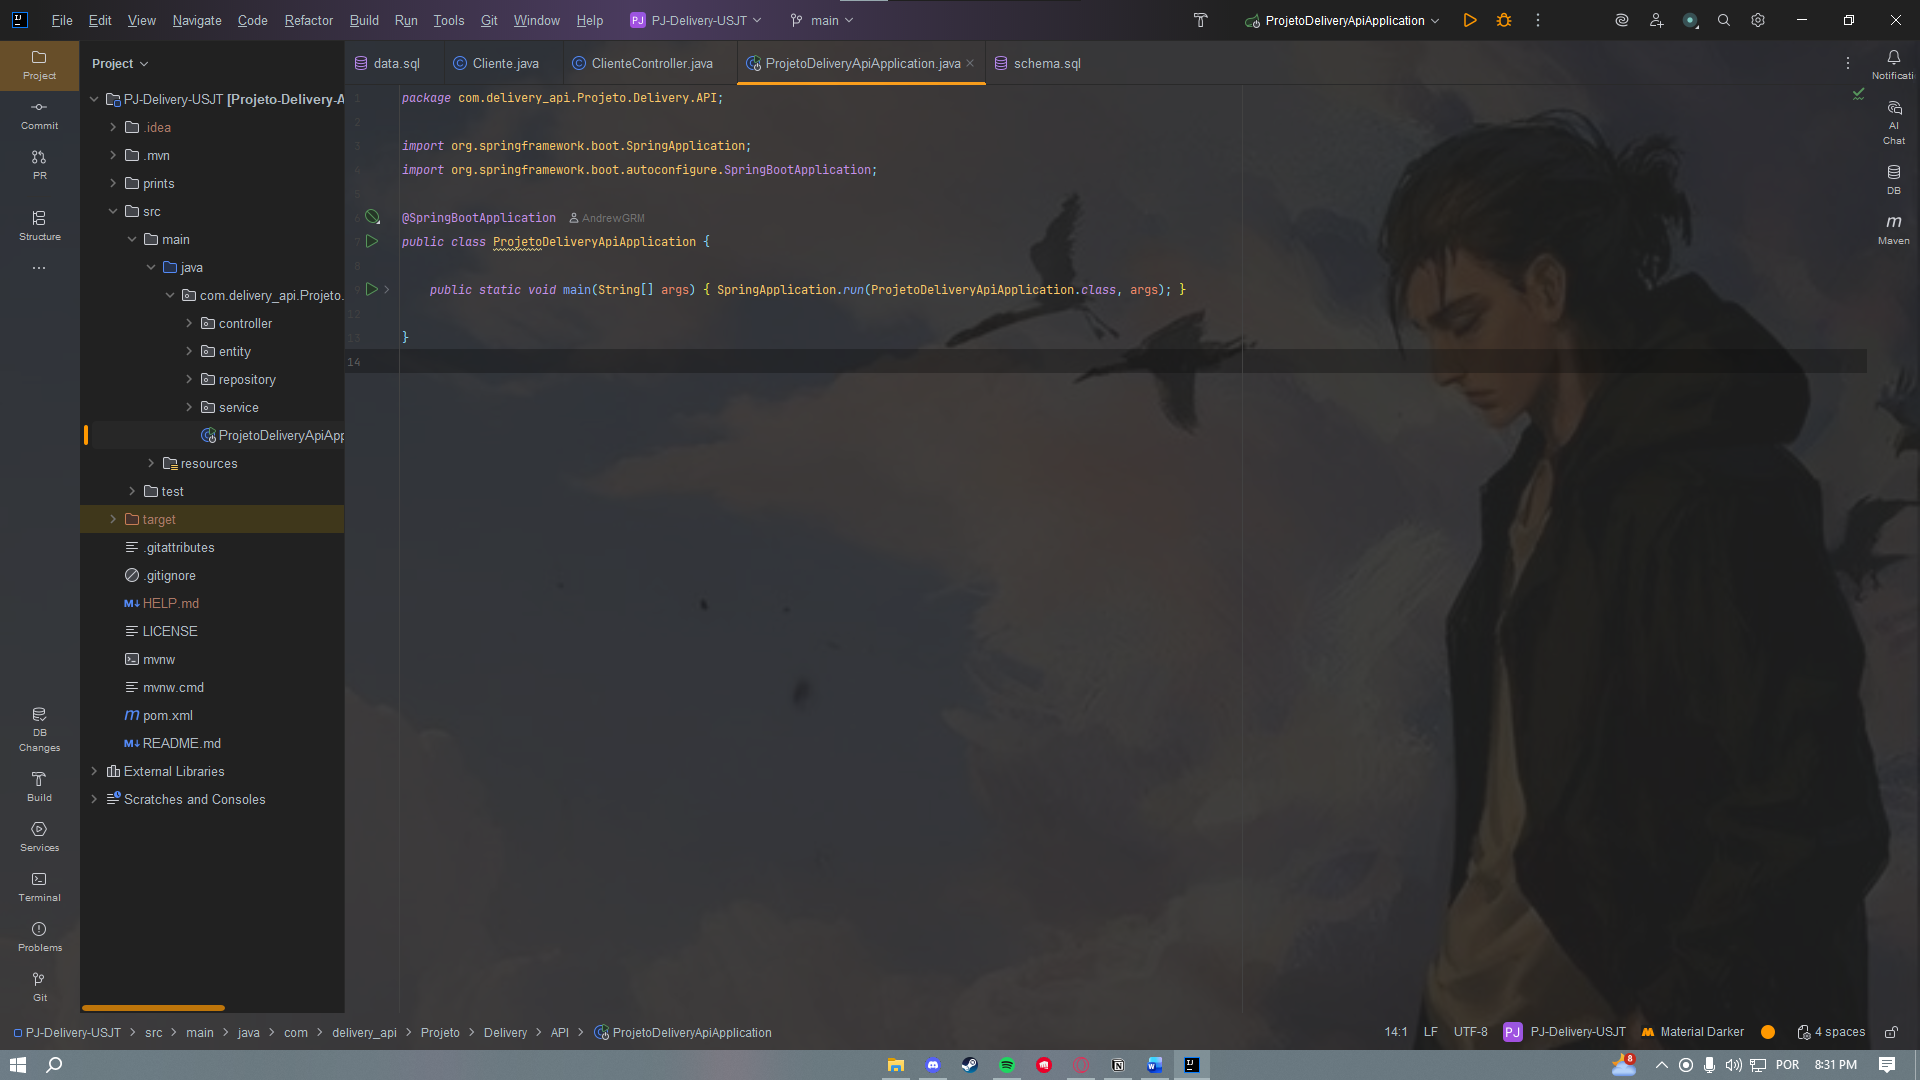 File Edit View Navigate Code Refactor Build Run Tools Git Window Help PJ PJ-Delivery-USJT main ProjetoDeliveryApiApplication
Project
Commit
PR
Structure
DB
Changes
Build
Services
Terminal
Problems
Git
Project
PJ-Delivery-USJT [Projeto-Delivery-A
.idea
.mvn
prints
src
main
java
com.delivery_api.Projeto.
controller
entity
repository
service
ProjetoDeliveryApiApp
resources
test
target
.gitattributes
.gitignore
HELP.md
LICENSE
mvnw
mvnw.cmd
pom.xml
README.md
External Libraries
Scratches and Consoles
data.sql Cliente.java ClienteController.java ProjetoDeliveryApiApplication.java schema.sql
1 package com.delivery_api.Projeto.Delivery.API;
2
3 import org.springframework.boot.SpringApplication;
4 import org.springframework.boot.autoconfigure.SpringBootApplication;
5
6 @SpringBootApplication AndrewGRM
7 public class ProjetoDeliveryApiApplication {
8
9 public static void main(String[] args) { SpringApplication.run(ProjetoDeliveryApiApplication.class, args); }
12
13 }
14
Notificati
AI
Chat
DB
Maven
PJ-Delivery-USJT > src > main > java > com > delivery_api > Projeto > Delivery > API > ProjetoDeliveryApiApplication
14:1 LF UTF-8 PJ PJ-Delivery-USJT Material Darker 4 spaces
8 POR 8:31 PM